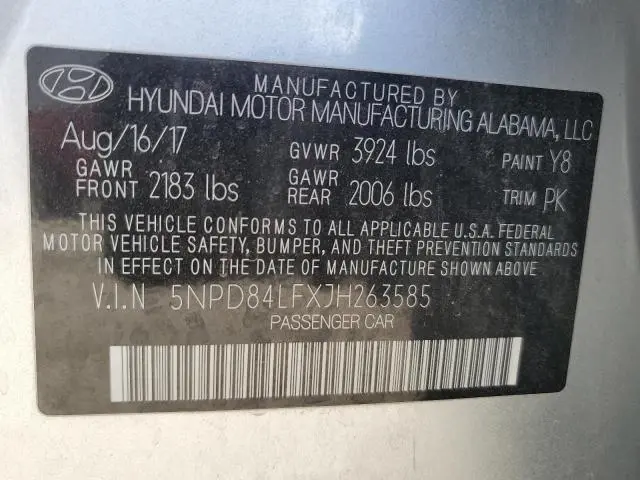 MANUFACTURED BY
HYUNDAI MOTOR MANUFACTURING ALABAMA, LLC
Aug/16/17 GVWR 3924 lbs PAINT Y8
GAWR FRONT 2183 lbs GAWR REAR 2006 lbs TRIM PK
THIS VEHICLE CONFORMS TO ALL APPLICABLE U.S.A. FEDERAL
MOTOR VEHICLE SAFETY, BUMPER, AND THEFT PREVENTION STANDARDS
IN EFFECT ON THE DATE OF MANUFACTURE SHOWN ABOVE.
V.I.N 5NPD84LFXJH263585
PASSENGER CAR